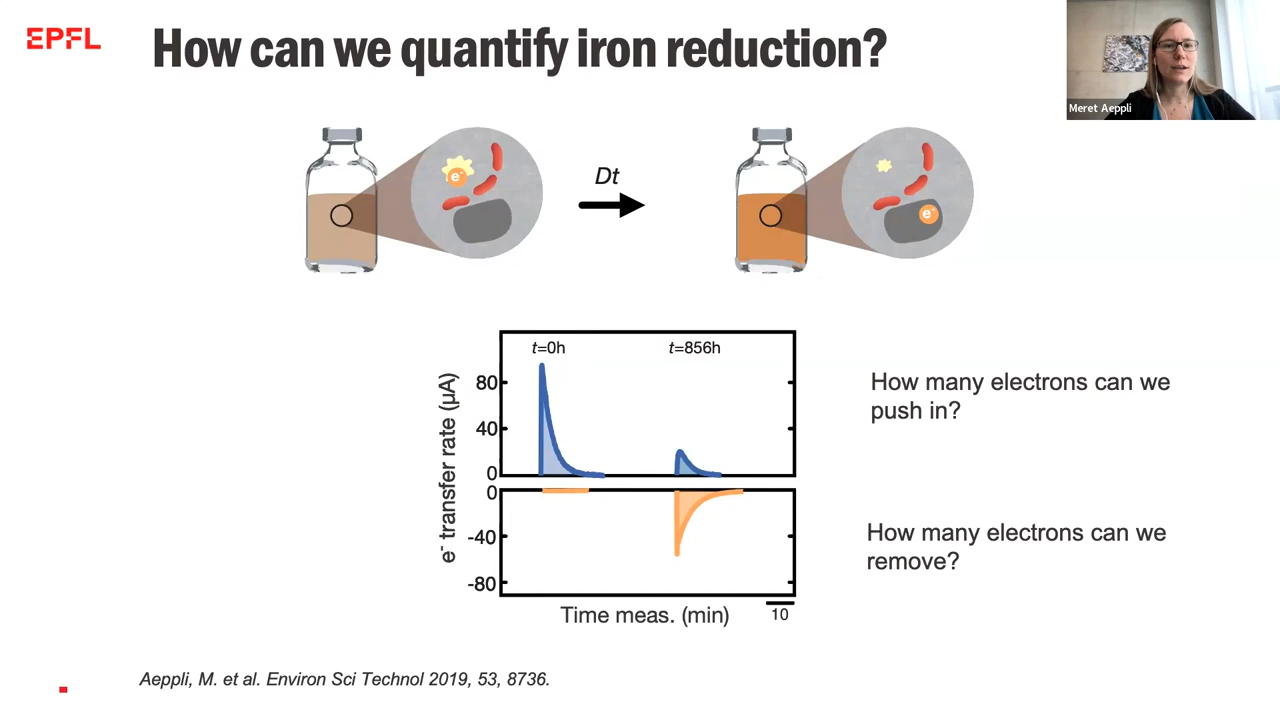 EPFL
How can we quantify iron reduction?
Meret Aeppli
e-
Dt
e-
t=0h
t=856h
80
40
0
0
-40
-80
e- transfer rate (µA)
Time meas. (min)
10
How many electrons can we
push in?
How many electrons can we
remove?
Aeppli, M. et al. Environ Sci Technol 2019, 53, 8736.